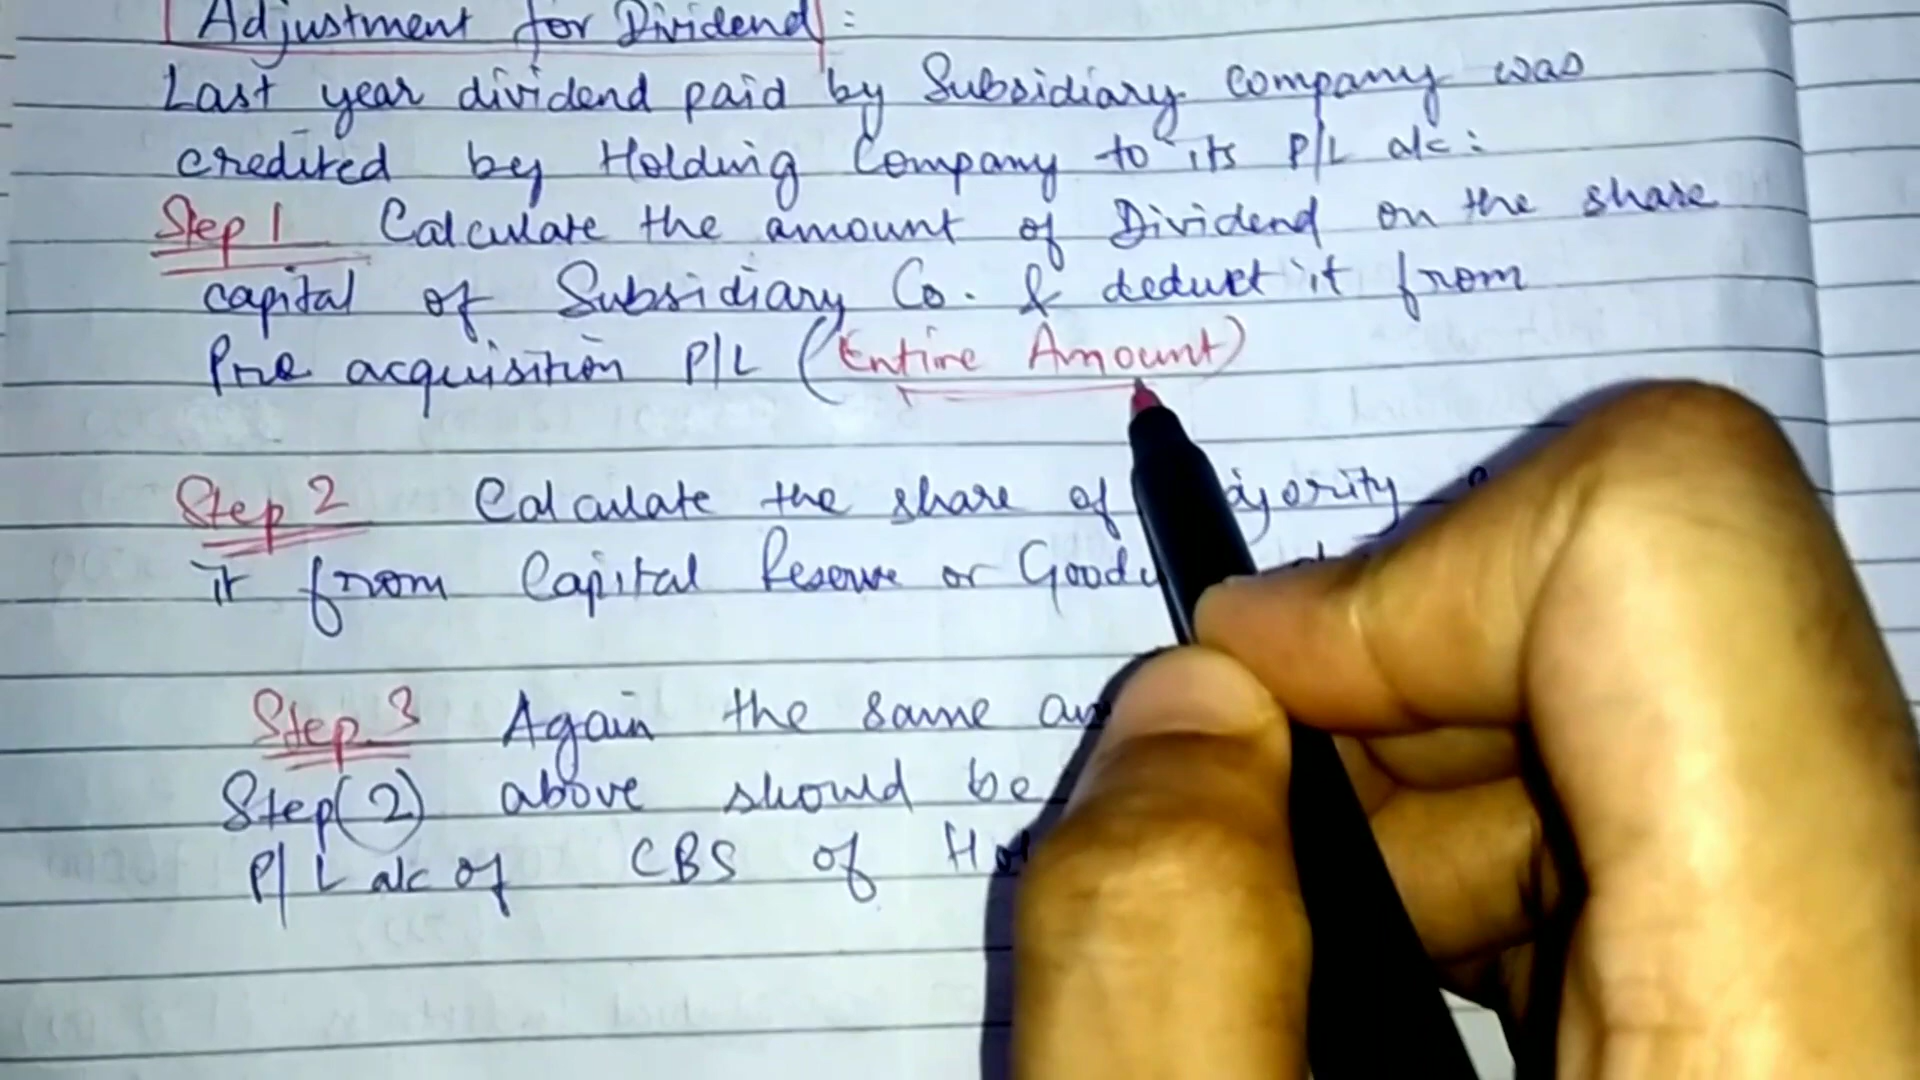 Adjustment for Dividend :
Last year dividend paid by Subsidiary Company was
credited by Holding Company to its P/L a/c :
Step 1 Calculate the amount of Dividend on the share
capital of Subsidiary Co. & deduct it from
Pre acquisition P/L (Entire Amount)
Step 2 Calculate the share of
it from Capital Reserve or
Step 3 Again the same
Step (2) above should be
P/L a/c of CBS of